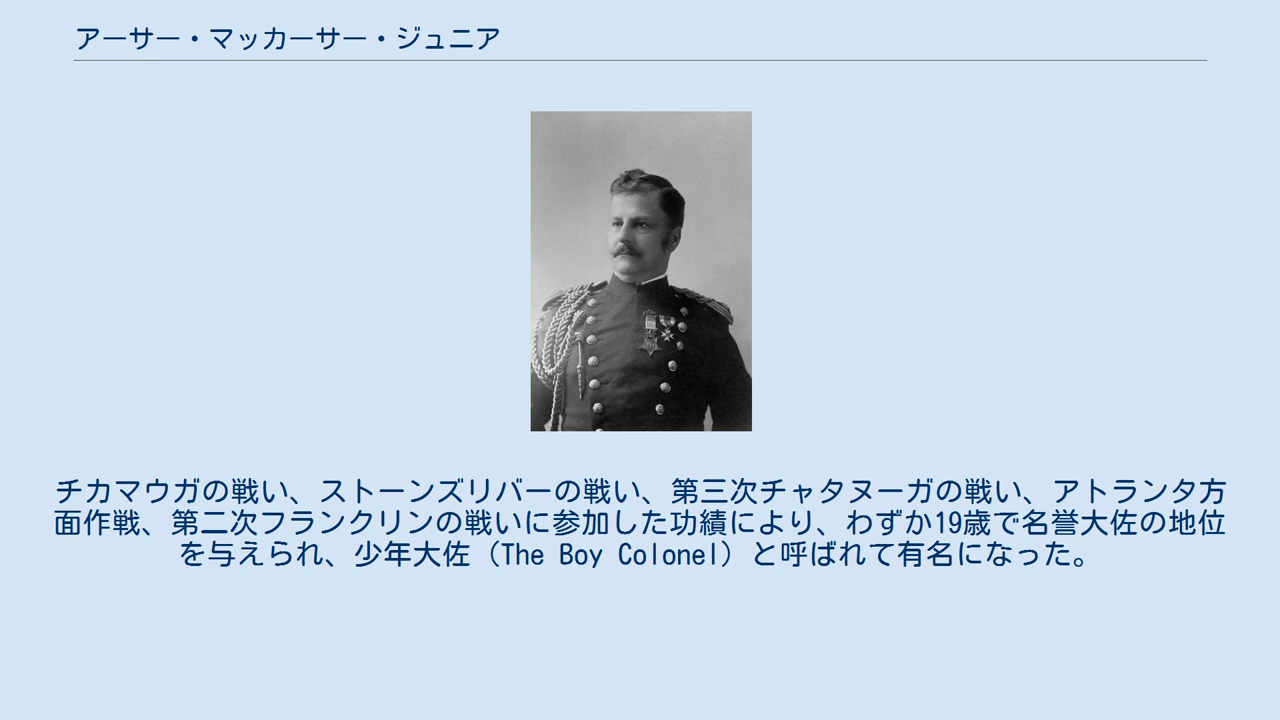 アーサー・マッカーサー・ジュニア
チカマウガの戦い、ストーンズリバーの戦い、第三次チャタヌーガの戦い、アトランタ方
面作戦、第二次フランクリンの戦いに参加した功績により、わずか19歳で名誉大佐の地位
を与えられ、少年大佐（The Boy Colonel）と呼ばれて有名になった。